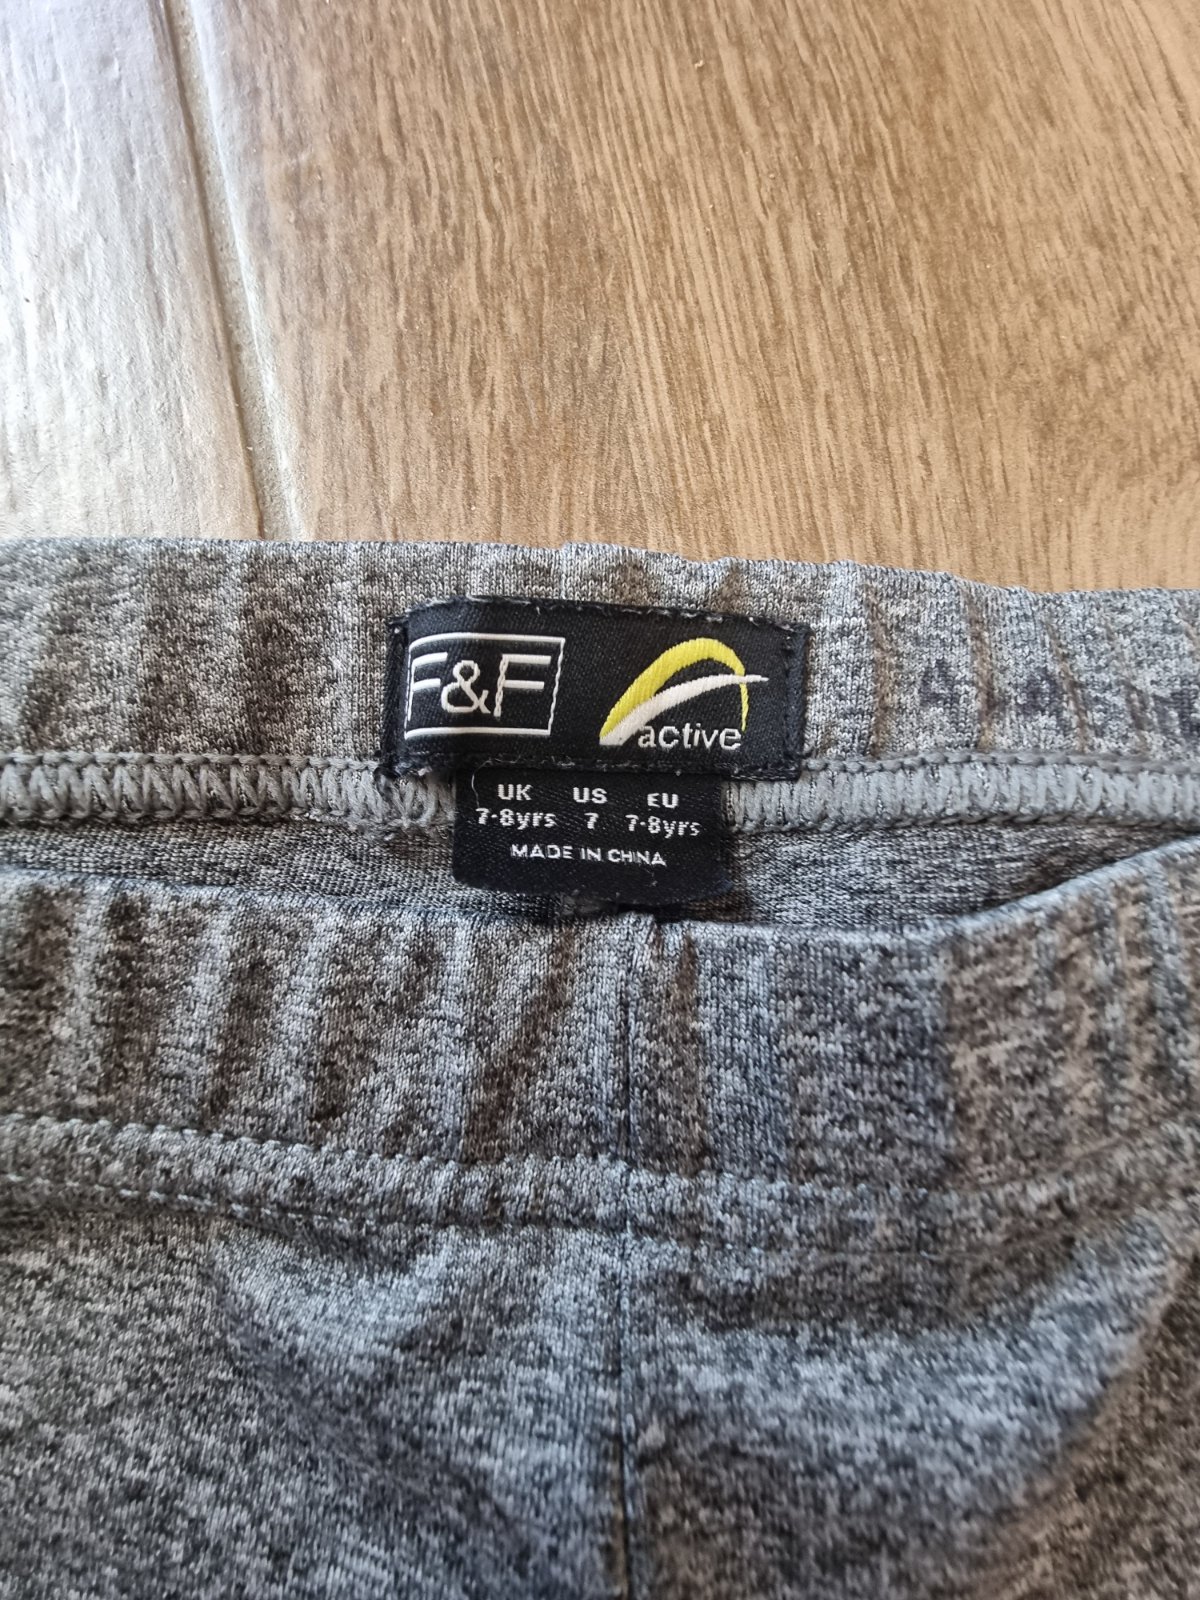 F&F active
UK US EU
7-8yrs 7 7-8yrs
MADE IN CHINA